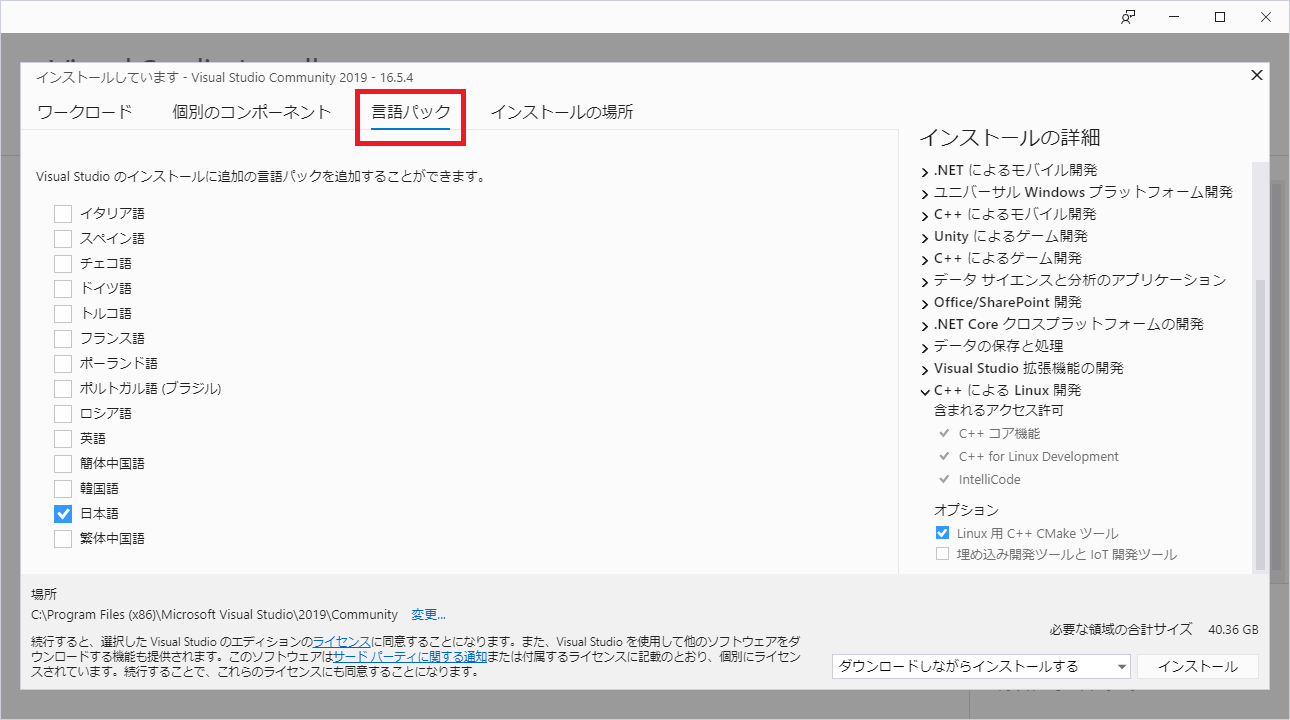 インストールしています - Visual Studio Community 2019 - 16.5.4
ワークロード 個別のコンポーネント 言語パック インストールの場所
Visual Studio のインストールに追加の言語パックを追加することができます。
イタリア語
スペイン語
チェコ語
ドイツ語
トルコ語
フランス語
ポーランド語
ポルトガル語 (ブラジル)
ロシア語
英語
簡体中国語
韓国語
日本語
繁体中国語
インストールの詳細
.NET によるモバイル開発
ユニバーサル Windows プラットフォーム開発
C++ によるモバイル開発
Unity によるゲーム開発
C++ によるゲーム開発
データ サイエンスと分析のアプリケーション
Office/SharePoint 開発
.NET Core クロスプラットフォームの開発
データの保存と処理
Visual Studio 拡張機能の開発
C++ による Linux 開発
含まれるアクセス許可
C++ コア機能
C++ for Linux Development
IntelliCode
オプション
Linux 用 C++ CMake ツール
埋め込み開発ツールと IoT 開発ツール
場所
C:\Program Files (x86)\Microsoft Visual Studio\2019\Community 変更...
続行すると、選択した Visual Studio のエディションのライセンスに同意することになります。また、Visual Studio を使用して他のソフトウェアをダ
ウンロードする機能も提供されます。このソフトウェアはサード パーティに関する通知または付属するライセンスに記載のとおり、個別にライセン
スされています。続行することで、これらのライセンスにも同意することになります。
必要な領域の合計サイズ 40.36 GB
ダウンロードしながらインストールする インストール